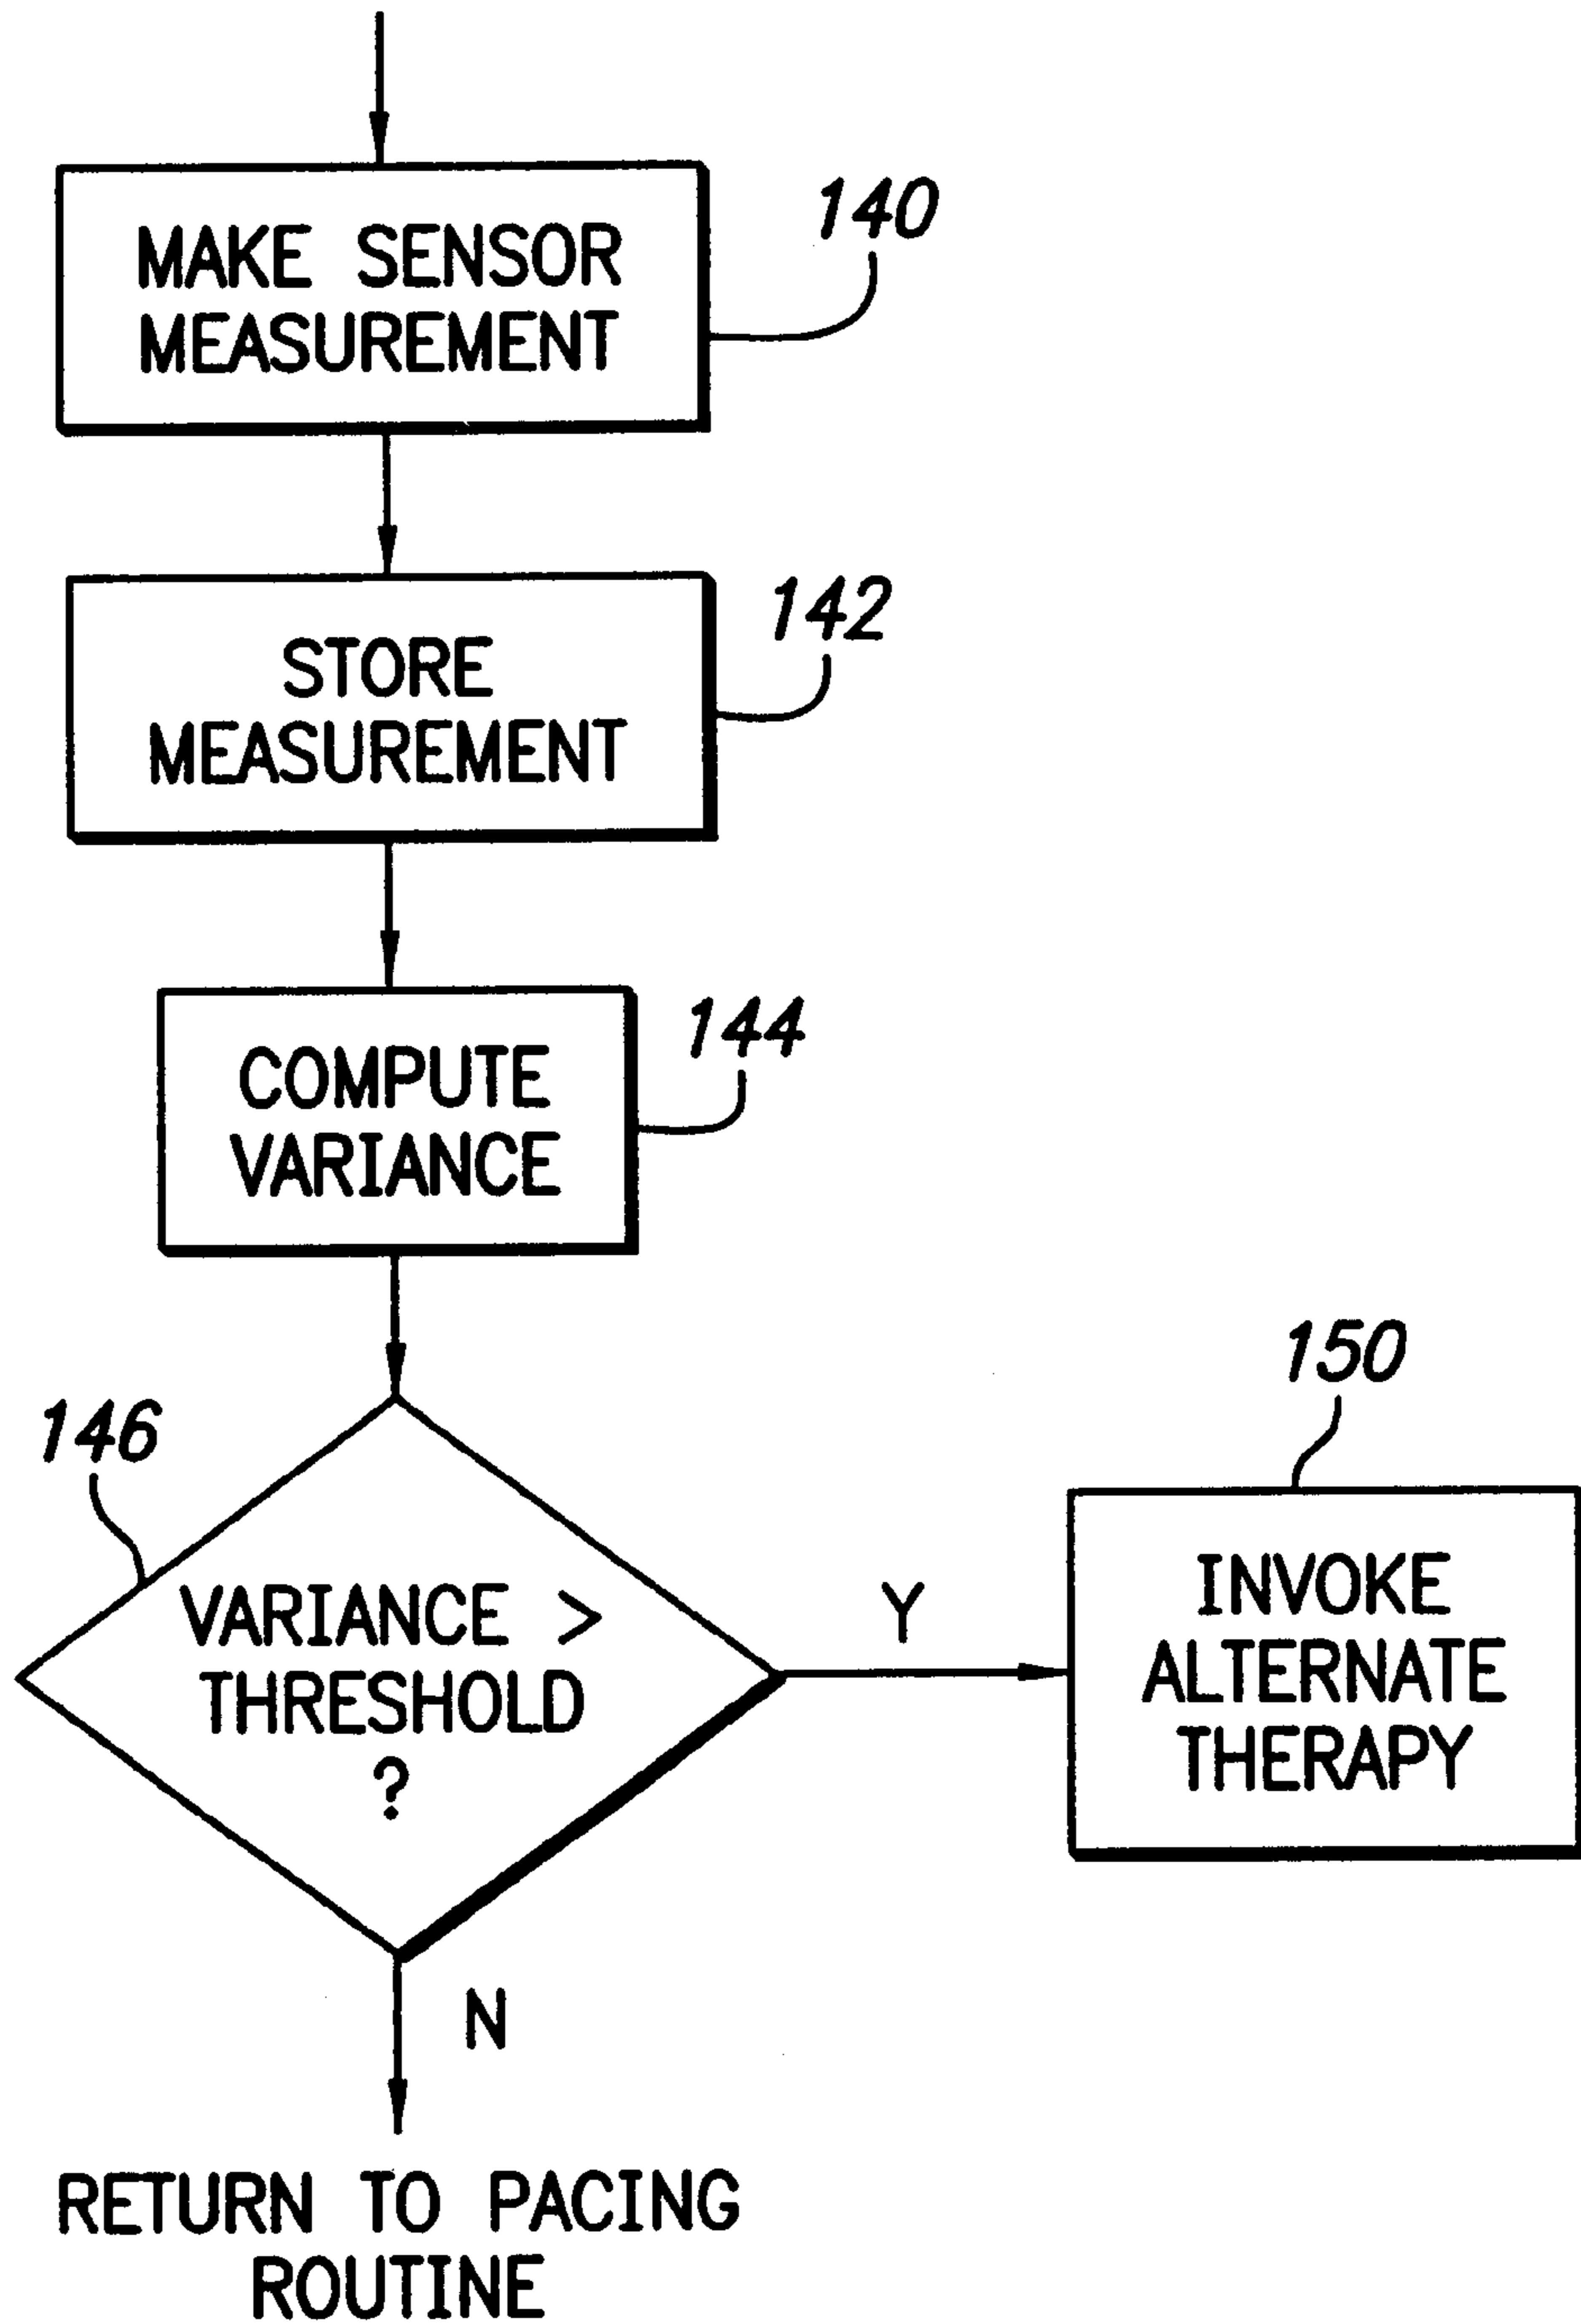 MAKE SENSOR
MEASUREMENT
140
STORE
MEASUREMENT
142
COMPUTE
VARIANCE
144
146
VARIANCE >
THRESHOLD
?
Y
150
INVOKE
ALTERNATE
THERAPY
N
RETURN TO PACING
ROUTINE